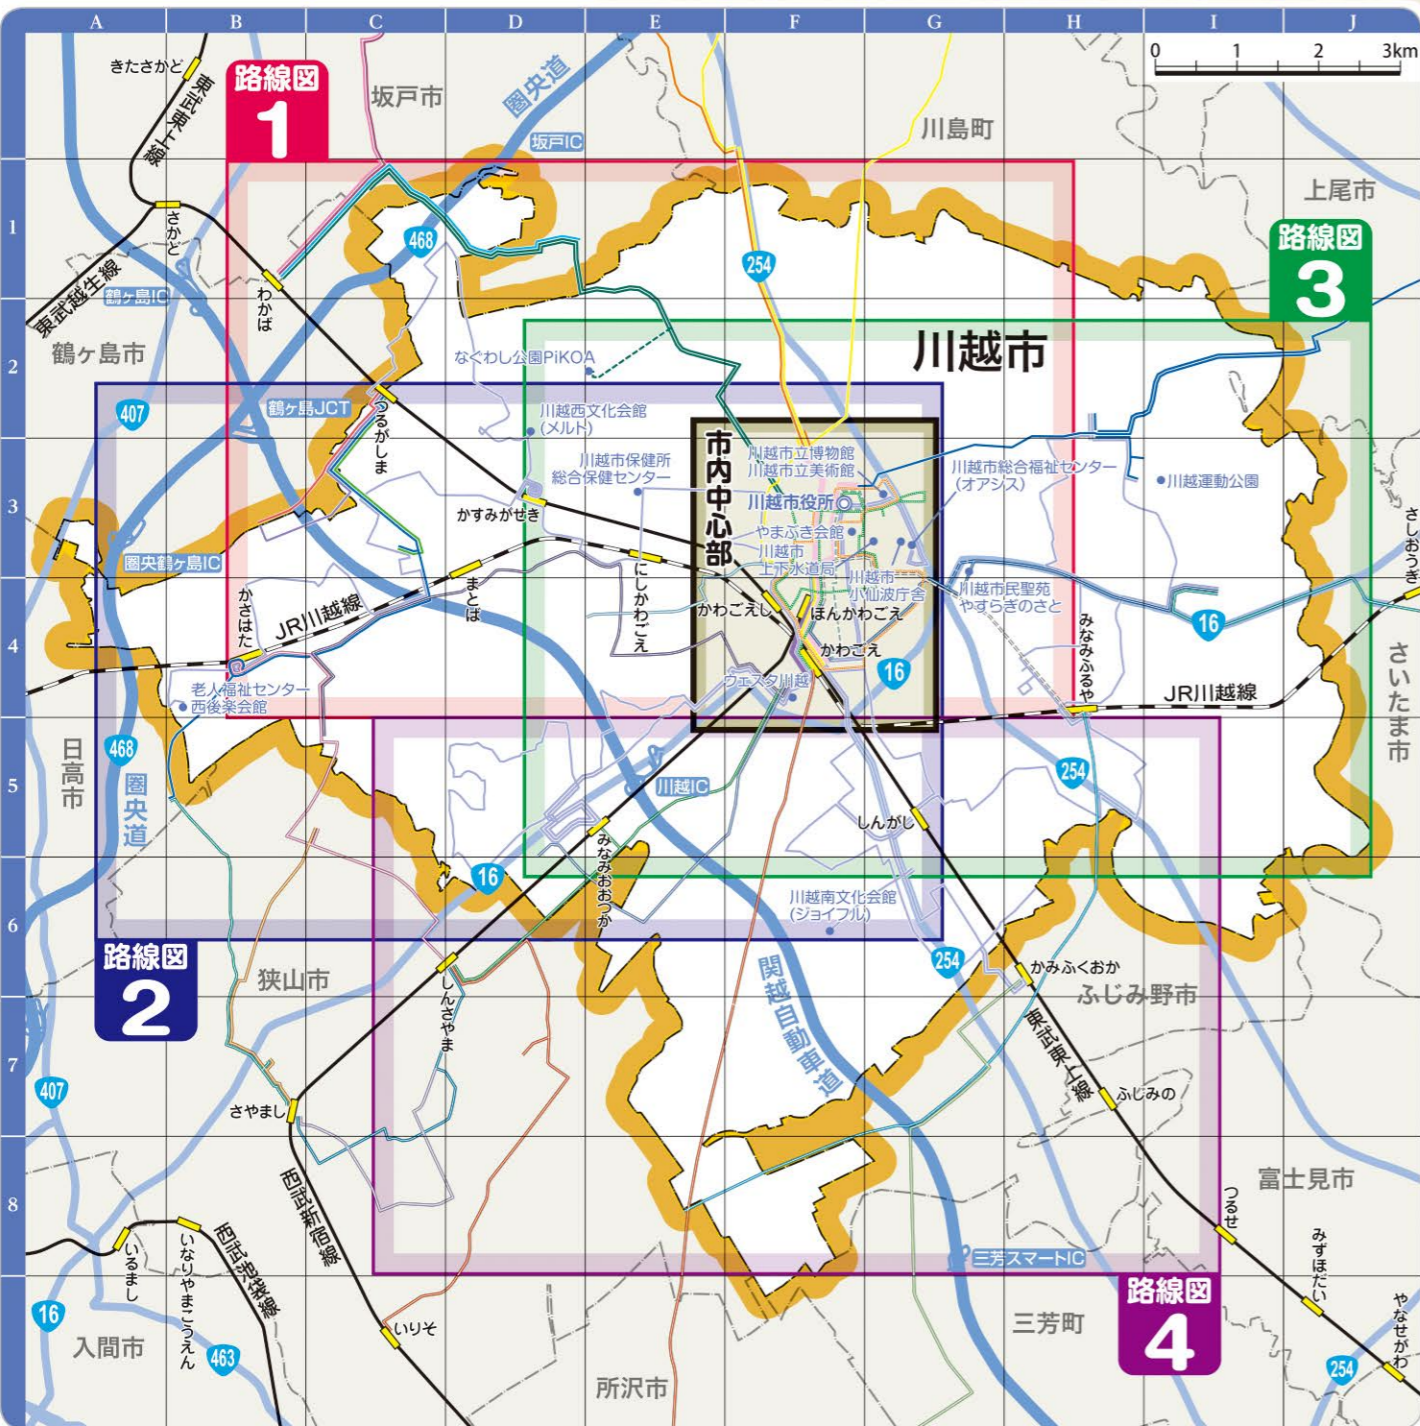 A B C D E F G H I J
0 1 2 3km
きたさかど
東武東上線
路線図
1
坂戸市
圏央道
坂戸IC
川島町
上尾市
1
さかど
468
254
路線図
3
東武越生線
鶴ヶ島IC
わかば
鶴ヶ島市
2
なぐわし公園PiKOA
川越市
407
鶴ヶ島JCT
つるがしま
川越西文化会館
(メルト)
市内中心部
川越市立博物館
川越市立美術館
川越市保健所
総合保健センター
川越市総合福祉センター
(オアシス)
川越運動公園
3
かすみがせき
川越市役所
やまぶき会館
川越市
上下水道局
さしおうぎ
圏央鶴ヶ島IC
まとば
にしかわごえ
川越市
小仙波庁舎
川越市民聖苑
やすらぎのさと
かさはた
JR川越線
かわごえし
ほんかわごえ
みなみふるや
16
4
かわごえ
16
さいたま市
老人福祉センター
西後楽会館
ウェスタ川越
JR川越線
日高市
468
圏央道
254
5
川越IC
しんがし
みなみおおつか
16
川越南文化会館
(ジョイフル)
6
路線図
2
狭山市
254
かみふくおか
ふじみ野市
関越自動車道
しんさやま
東武東上線
7
407
さやまし
ふじみの
8
西武新宿線
富士見市
つるせ
みずほだい
三芳スマートIC
いるまし
いなりやまこうえん
西武池袋線
路線図
4
16
入間市
463
いりそ
所沢市
三芳町
254
やなせがわ